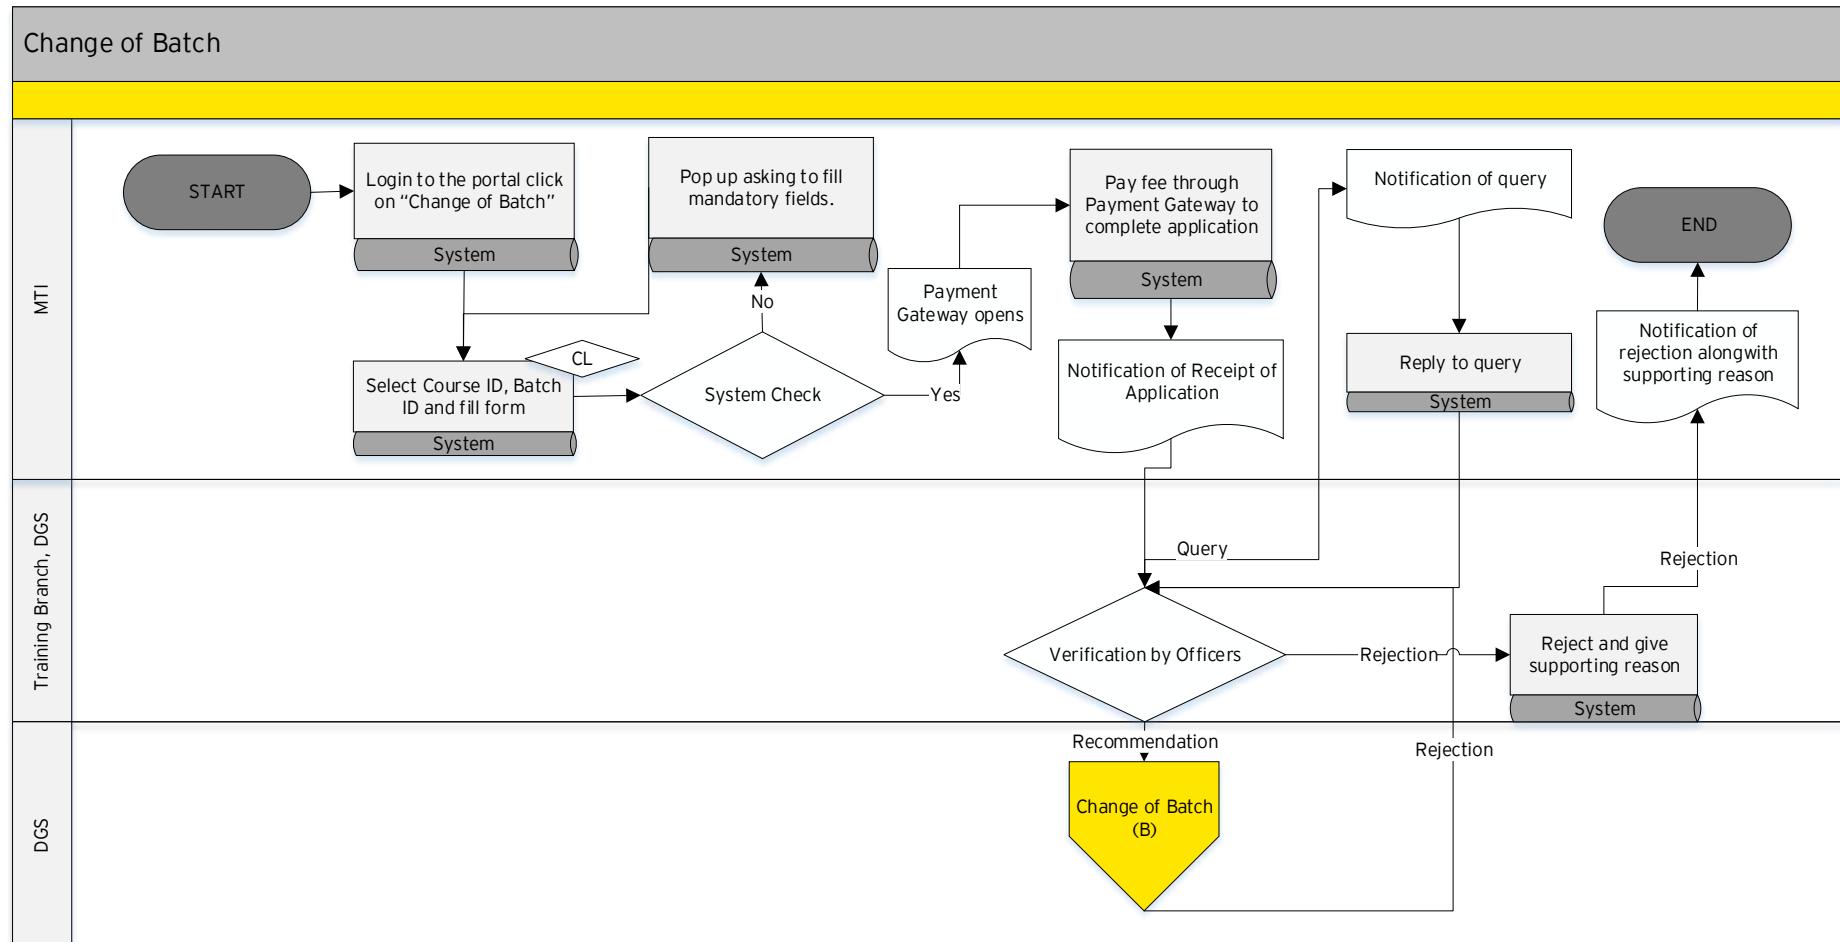 Change of Batch
MTI
START
Login to the portal click
on “Change of Batch”
System
Pop up asking to fill
mandatory fields.
System
No
CL
Select Course ID, Batch
ID and fill form
System
System Check
Yes
Payment
Gateway opens
Pay fee through
Payment Gateway to
complete application
System
Notification of Receipt of
Application
Notification of query
Reply to query
System
END
Notification of
rejection alongwith
supporting reason
Training Branch, DGS
Query
Verification by Officers
Rejection
Reject and give
supporting reason
System
Rejection
DGS
Recommendation
Change of Batch
(B)
Rejection